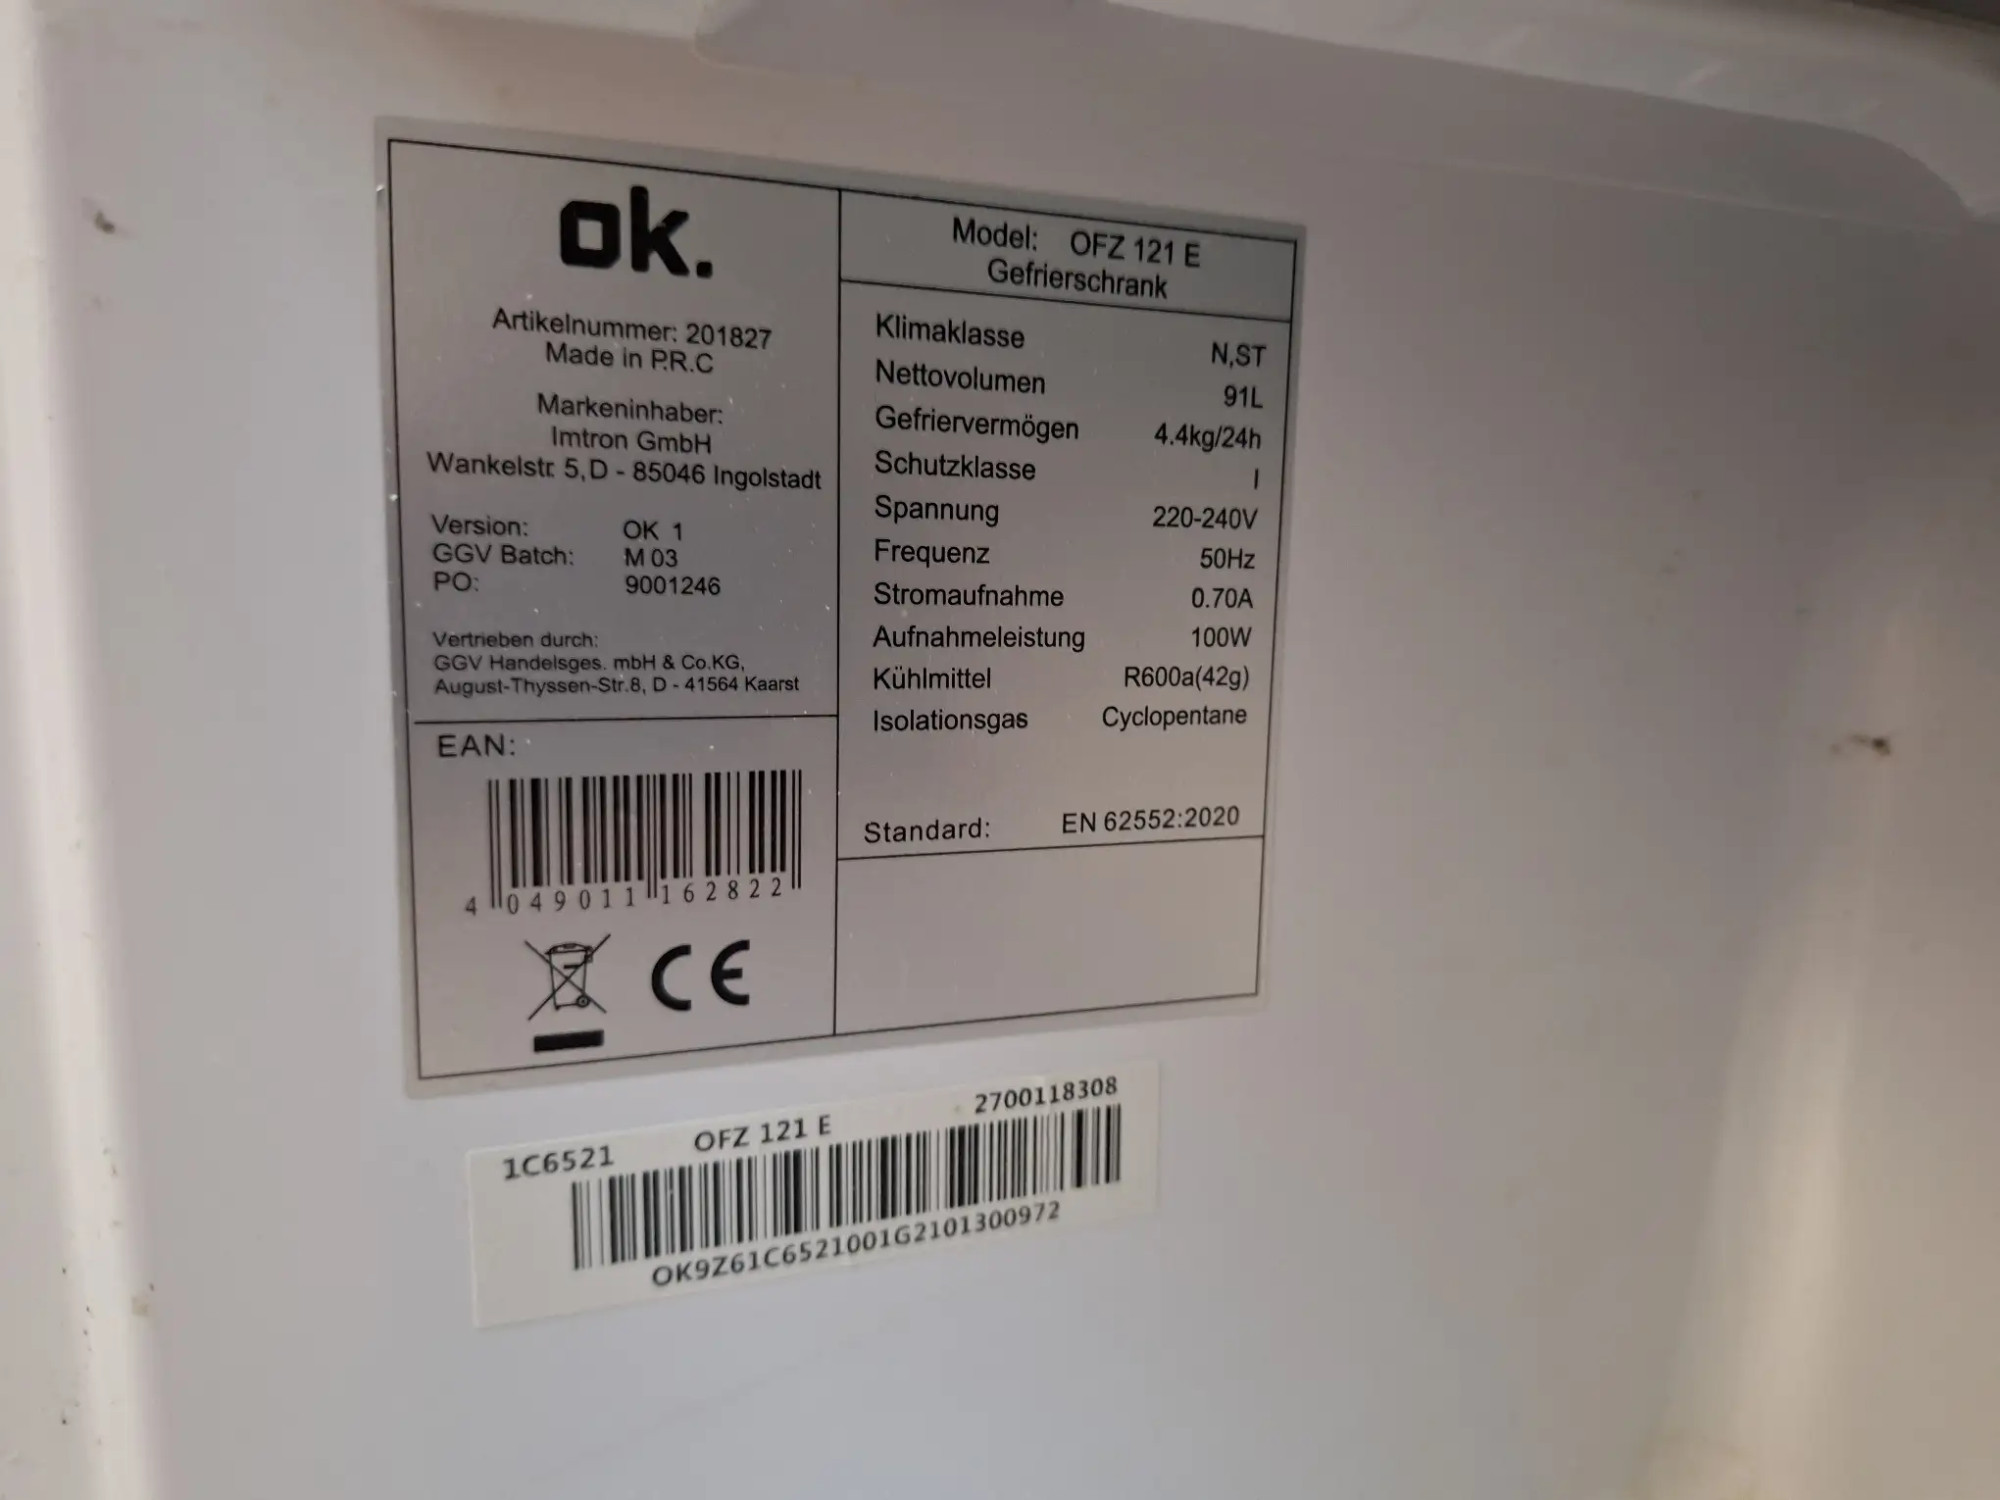 ok.
Artikelnummer: 201827
Made in P.R.C
Markeninhaber:
Imtron GmbH
Wankelstr. 5, D - 85046 Ingolstadt
Version: OK 1
GGV Batch: M 03
PO: 9001246
Vertrieben durch:
GGV Handelsges. mbH & Co.KG,
August-Thyssen-Str.8, D - 41564 Kaarst
EAN:
4 049011 162822
CE
Model: OFZ 121 E
Gefrierschrank
Klimaklasse N,ST
Nettovolumen 91L
Gefriervermögen 4.4kg/24h
Schutzklasse I
Spannung 220-240V
Frequenz 50Hz
Stromaufnahme 0.70A
Aufnahmeleistung 100W
Kühlmittel R600a(42g)
Isolationsgas Cyclopentane
Standard: EN 62552:2020
1C6521 OFZ 121 E 2700118308
OK9Z61C6521001G2101300972